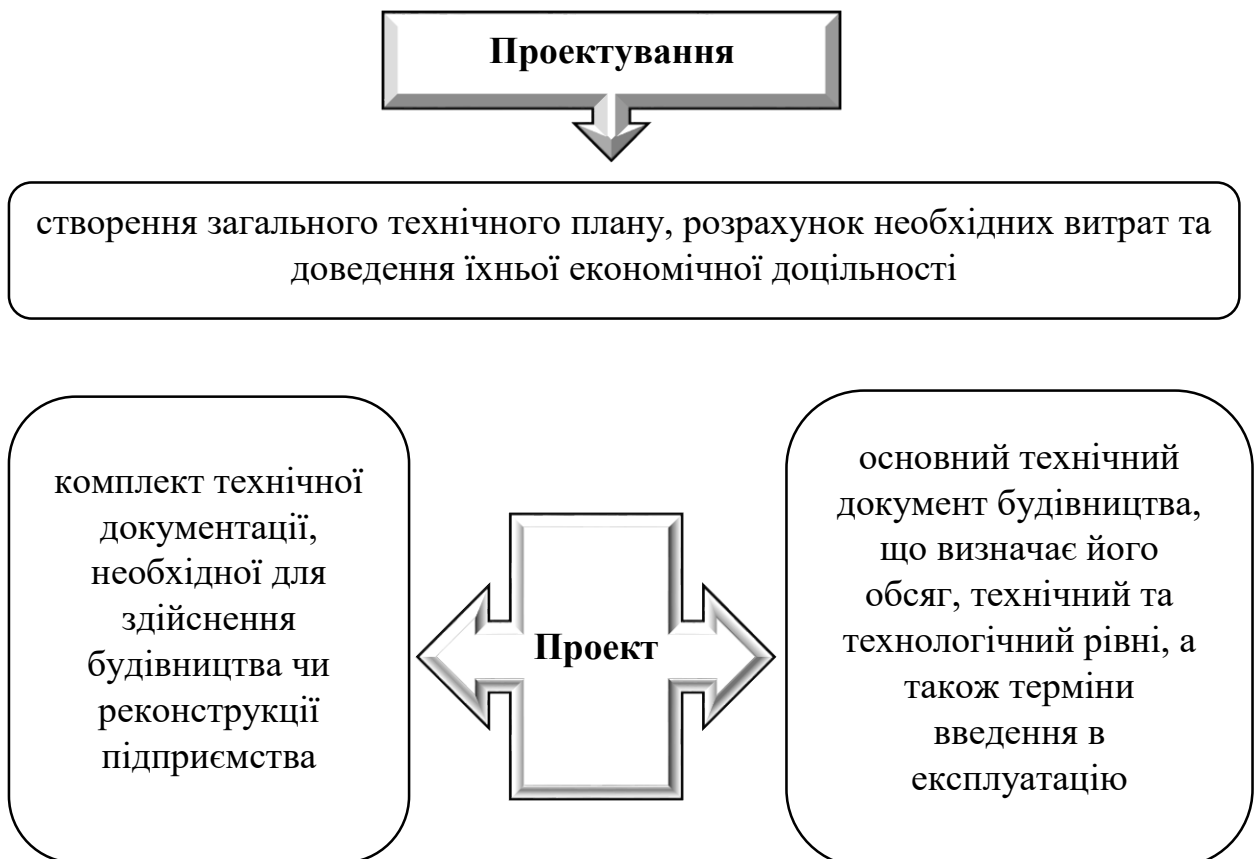 Проектування
створення загального технічного плану, розрахунок необхідних витрат та
доведення їхньої економічної доцільності
комплект технічної
документації,
необхідної для
здійснення
будівництва чи
реконструкції
підприємства
Проект
основний технічний
документ будівництва,
що визначає його
обсяг, технічний та
технологічний рівні, а
також терміни
введення в
експлуатацію